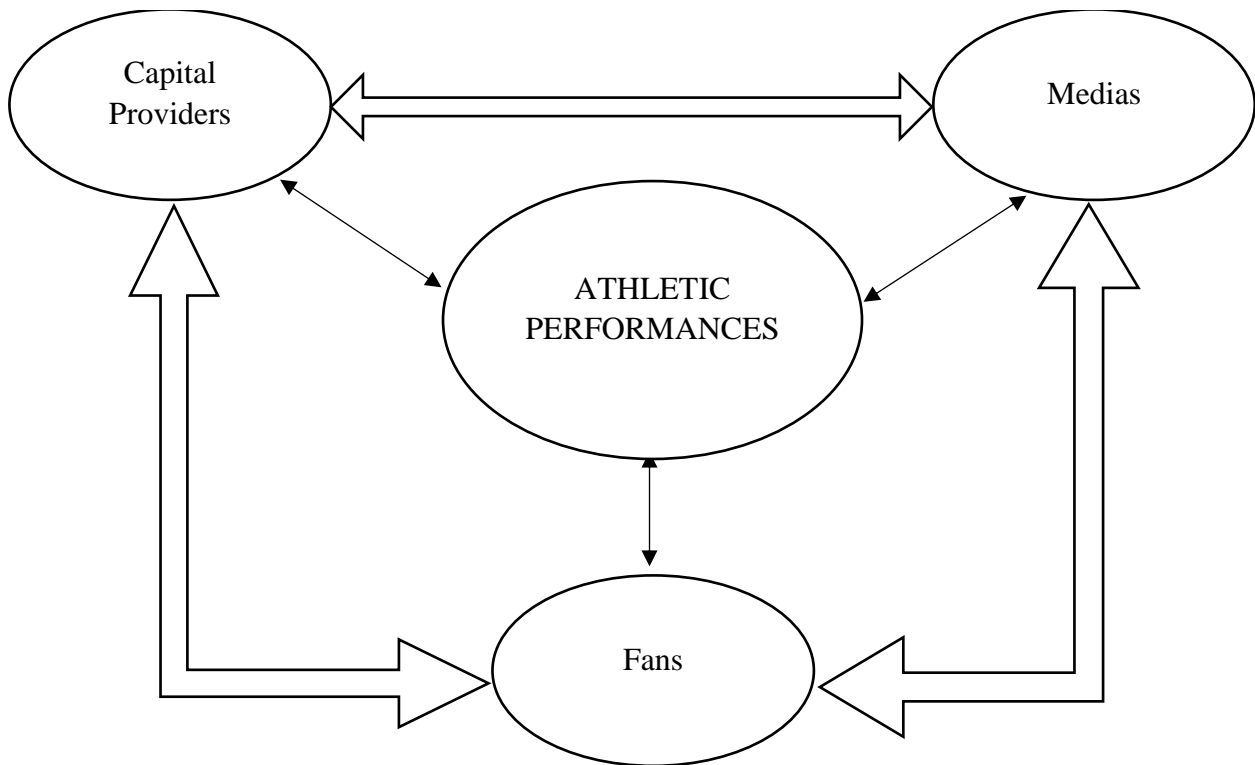 Capital
Providers
Medias
ATHLETIC
PERFORMANCES
Fans